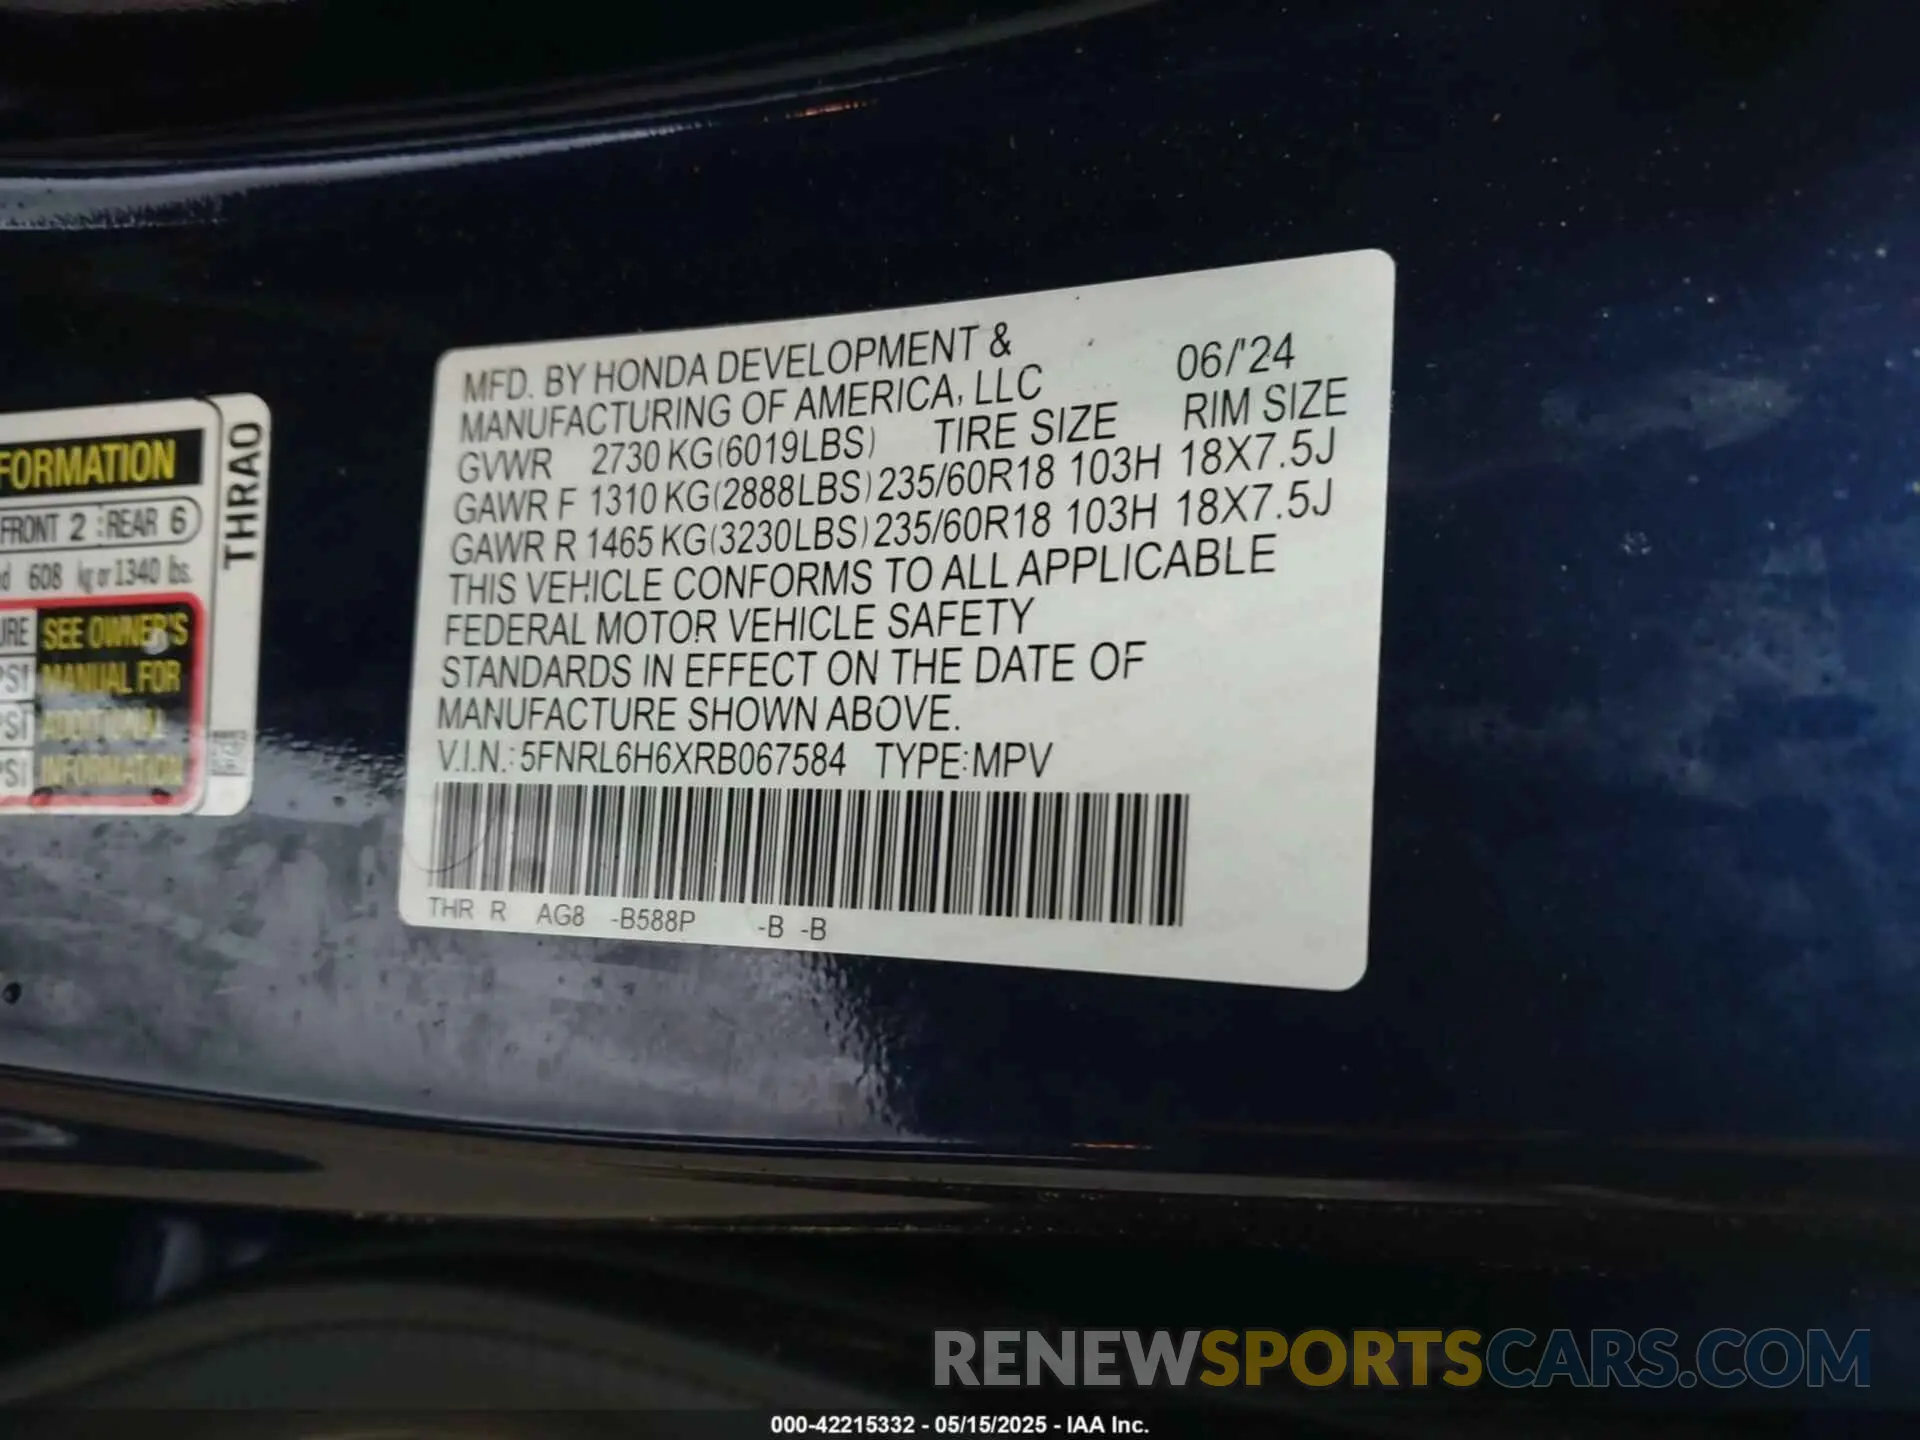 FORMATION
FRONT 2 : REAR 6
608 kg or 1340 lbs.
SEE OWNER'S
PSI MANUAL FOR
PSI ADDITIONAL
PSI INFORMATION
THRA0
MFD. BY HONDA DEVELOPMENT &
MANUFACTURING OF AMERICA, LLC 06/'24
GVWR 2730 KG(6019LBS) TIRE SIZE RIM SIZE
GAWR F 1310 KG(2888LBS) 235/60R18 103H 18X7.5J
GAWR R 1465 KG(3230LBS) 235/60R18 103H 18X7.5J
THIS VEHICLE CONFORMS TO ALL APPLICABLE
FEDERAL MOTOR VEHICLE SAFETY
STANDARDS IN EFFECT ON THE DATE OF
MANUFACTURE SHOWN ABOVE.
V.I.N.: 5FNRL6H6XRB067584 TYPE:MPV
THR R AG8 -B588P -B -B
RENEWSPORTSCARS.COM
000-42215332 - 05/15/2025 - IAA Inc.